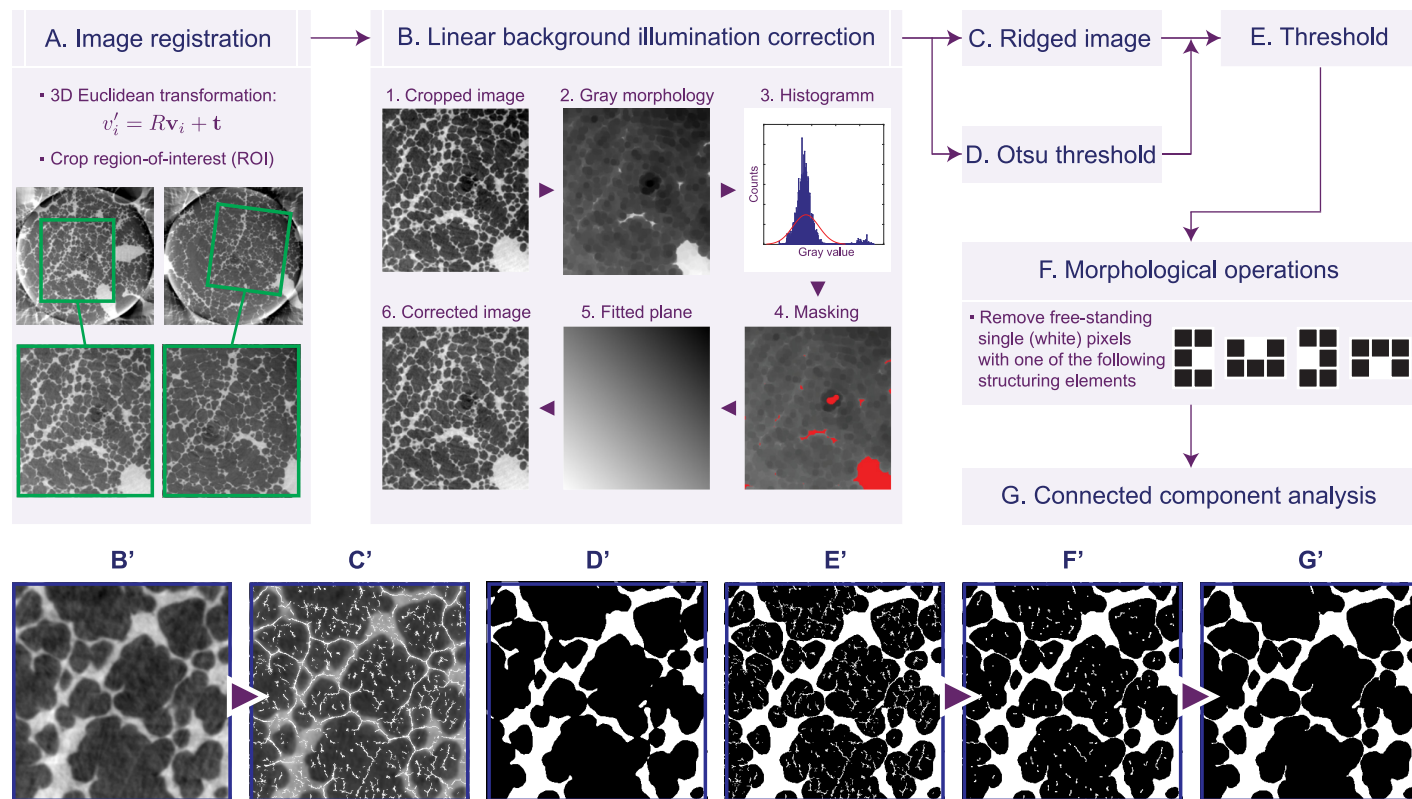 A. Image registration
▪ 3D Euclidean transformation:
v′ᵢ = Rvᵢ + t
▪ Crop region-of-interest (ROI)
B. Linear background illumination correction
1. Cropped image
2. Gray morphology
3. Histogramm
Counts
Gray value
6. Corrected image
5. Fitted plane
4. Masking
C. Ridged image
D. Otsu threshold
E. Threshold
F. Morphological operations
▪ Remove free-standing
single (white) pixels
with one of the following
structuring elements
G. Connected component analysis
B’
C’
D’
E’
F’
G’